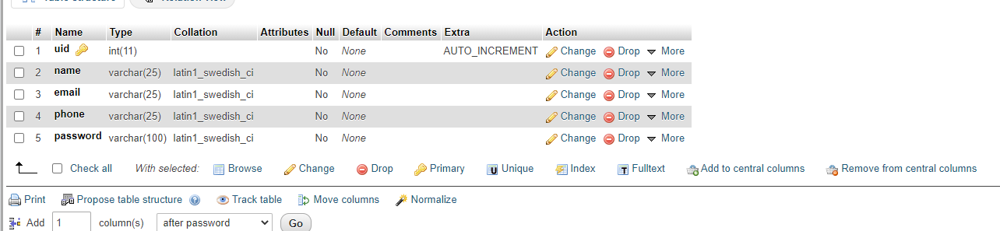 Table structure Relation view
# Name Type Collation Attributes Null Default Comments Extra Action
1 uid int(11) No None AUTO_INCREMENT Change Drop More
2 name varchar(25) latin1_swedish_ci No None Change Drop More
3 email varchar(25) latin1_swedish_ci No None Change Drop More
4 phone varchar(25) latin1_swedish_ci No None Change Drop More
5 password varchar(100) latin1_swedish_ci No None Change Drop More
Check all With selected: Browse Change Drop Primary Unique Index Fulltext Add to central columns Remove from central columns
Print Propose table structure Track table Move columns Normalize
Add 1 column(s) after password Go